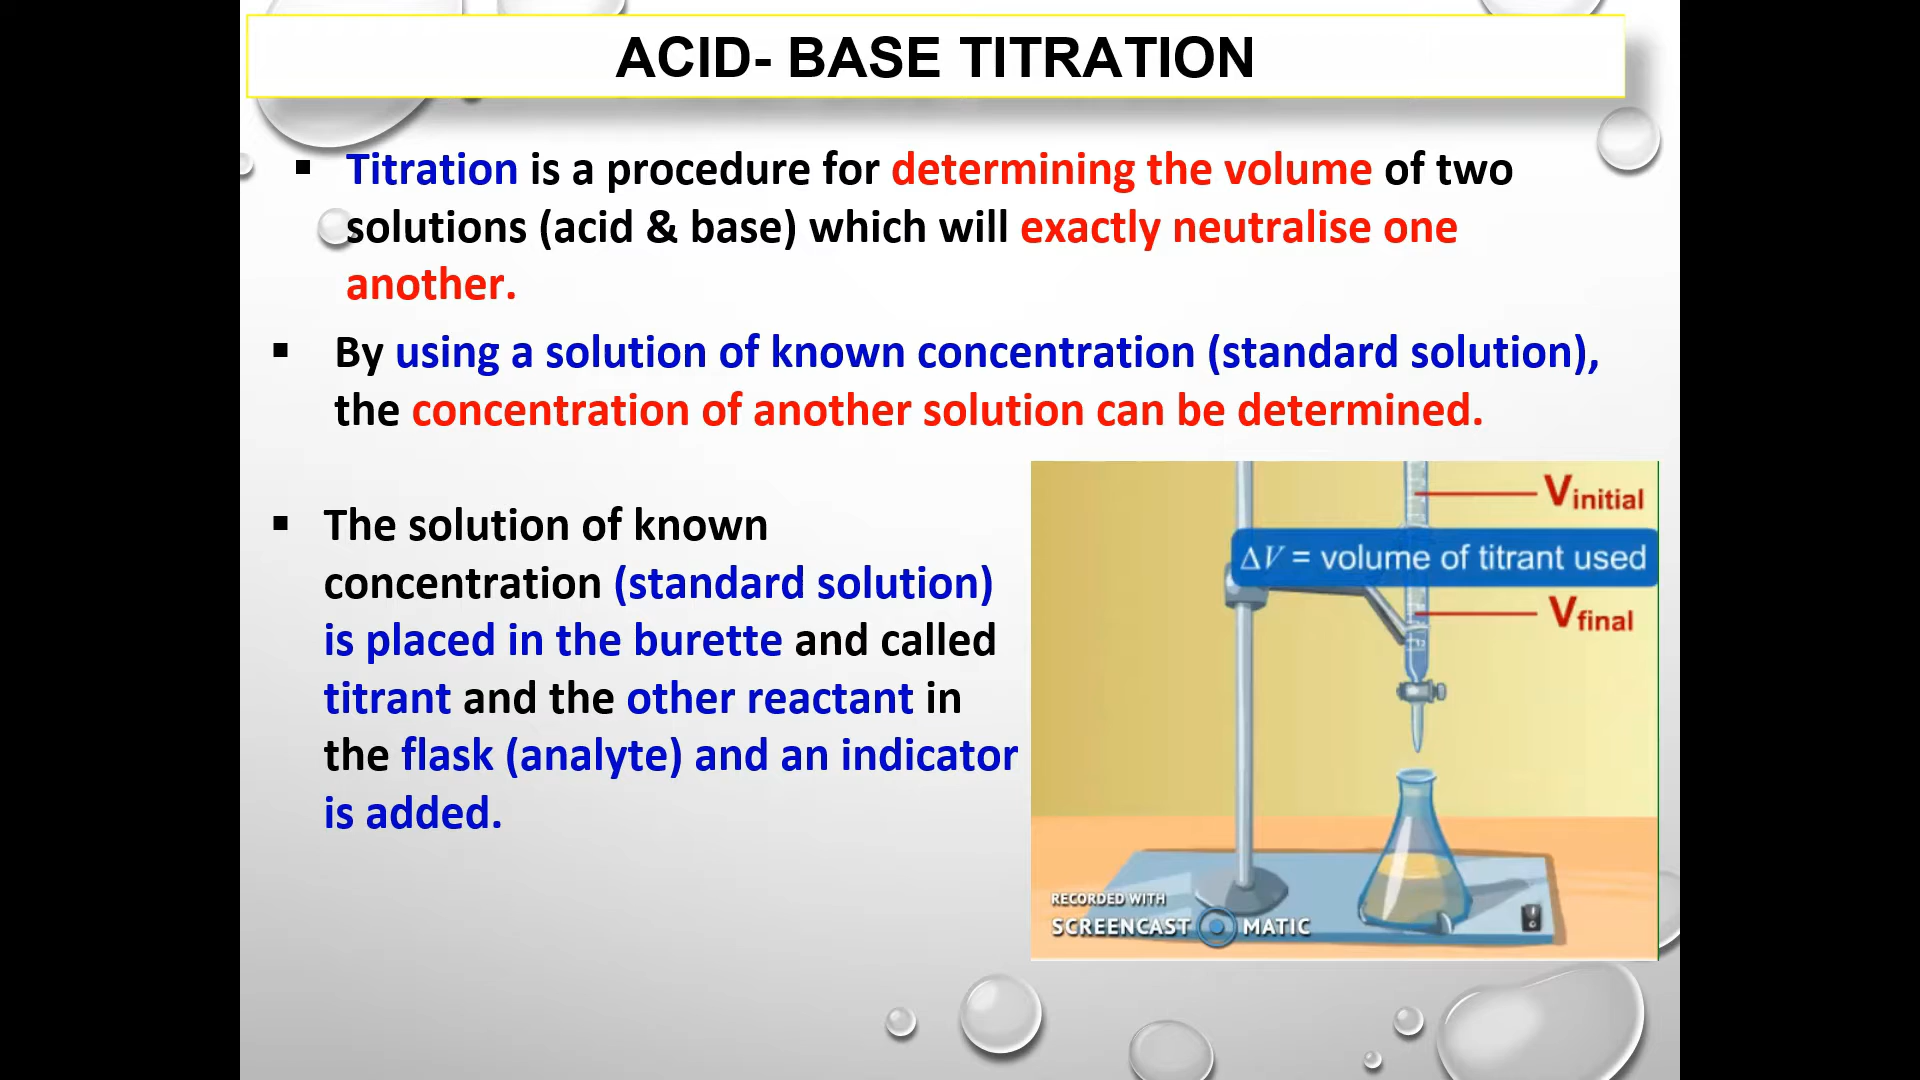 ACID- BASE TITRATION
▪ Titration is a procedure for determining the volume of two
solutions (acid & base) which will exactly neutralise one
another.
▪ By using a solution of known concentration (standard solution),
the concentration of another solution can be determined.
▪ The solution of known
concentration (standard solution)
is placed in the burette and called
titrant and the other reactant in
the flask (analyte) and an indicator
is added.
Vinitial
ΔV = volume of titrant used
Vfinal
RECORDED WITH
SCREENCAST MATIC